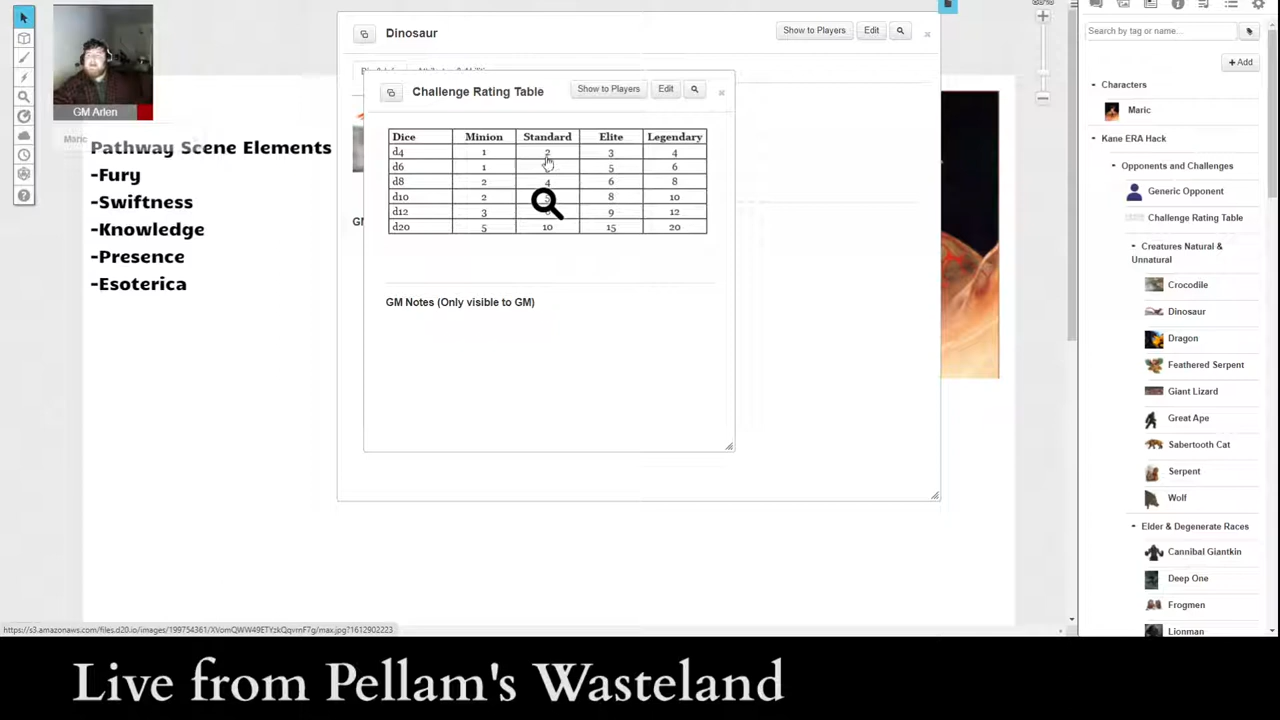 Dinosaur
Show to Players
Edit
Challenge Rating Table
Show to Players
Edit
Dice Minion Standard Elite Legendary
d4 1 2 3 4
d6 1 5 6
d8 2 4 6 8
d10 2 8 10
d12 3 9 12
d20 5 10 15 20
GM Notes (Only visible to GM)
GM Arlen
Maric
Pathway Scene Elements
-Fury
-Swiftness
-Knowledge
-Presence
-Esoterica
Search by tag or name...
+Add
Characters
Maric
Kane ERA Hack
Opponents and Challenges
Generic Opponent
Challenge Rating Table
Creatures Natural &
Unnatural
Crocodile
Dinosaur
Dragon
Feathered Serpent
Giant Lizard
Great Ape
Sabertooth Cat
Serpent
Wolf
Elder & Degenerate Races
Cannibal Giantkin
Deep One
Frogmen
Lionman
Live from Pellam's Wasteland